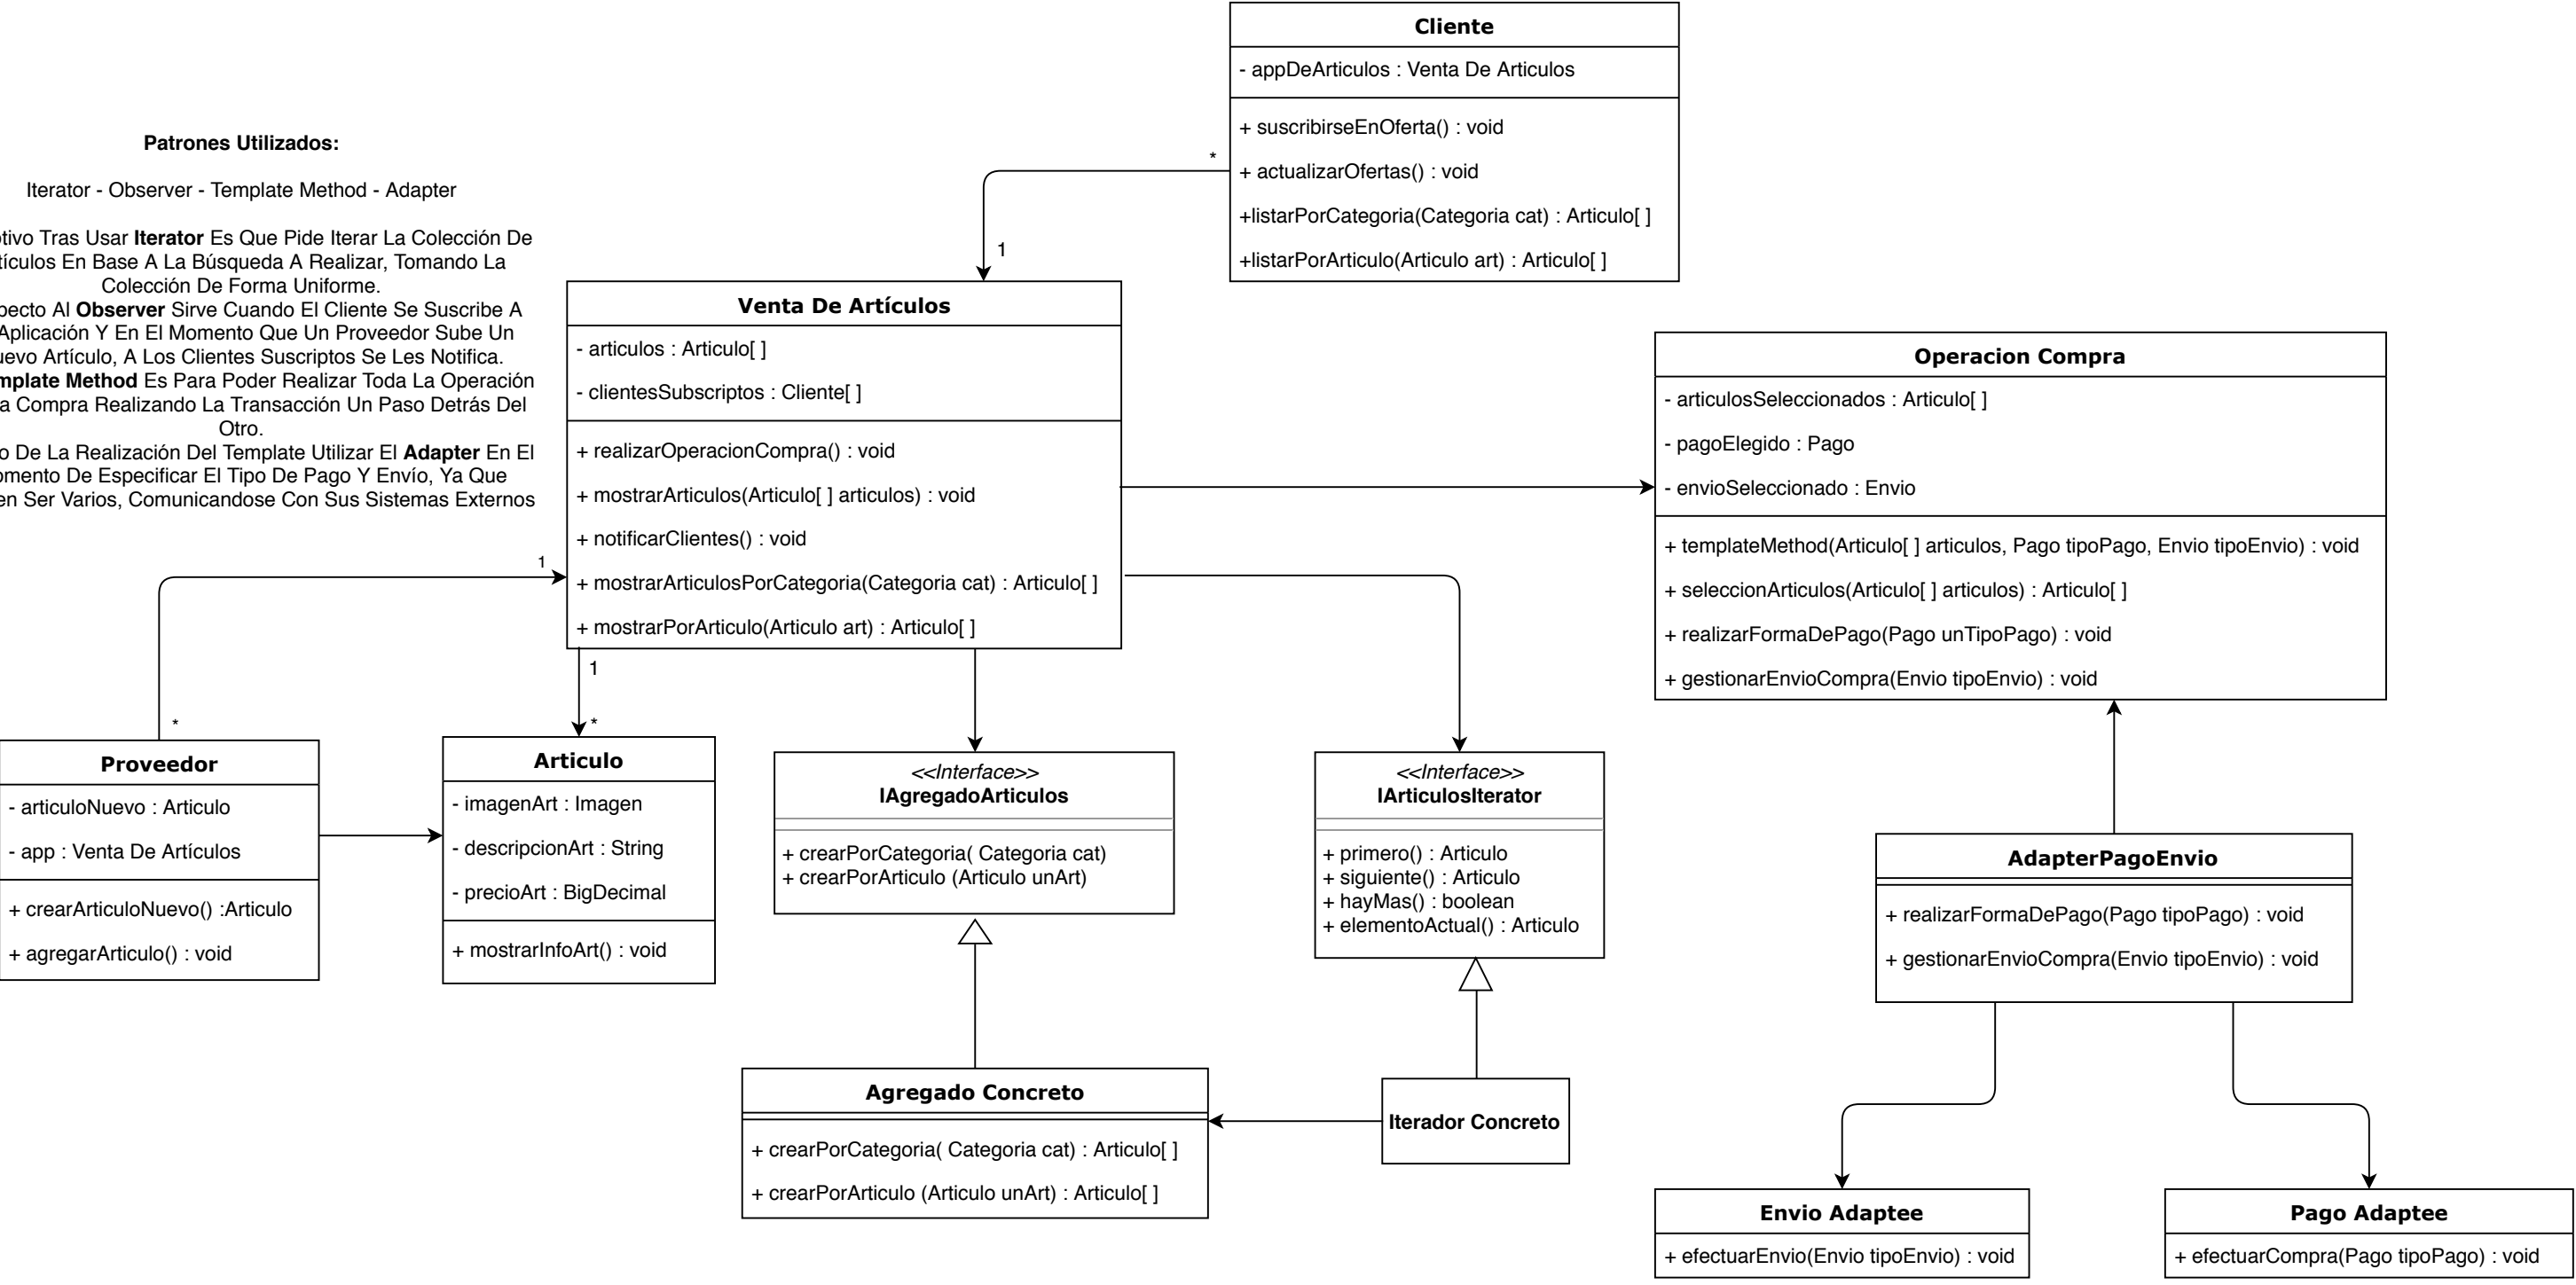 Patrones Utilizados:
Iterator - Observer - Template Method - Adapter
Tras Usar Iterator Es Que Pide Iterar La Colección De
En Base A La Búsqueda A Realizar, Tomando La
Colección De Forma Uniforme.
Al Observer Sirve Cuando El Cliente Se Suscribe A
Aplicación Y En El Momento Que Un Proveedor Sube Un
Artículo, A Los Clientes Suscriptos Se Les Notifica.
Method Es Para Poder Realizar Toda La Operación
Compra Realizando La Transacción Un Paso Detrás Del
Otro.
De La Realización Del Template Utilizar El Adapter En El
De Especificar El Tipo De Pago Y Envío, Ya Que
Ser Varios, Comunicandose Con Sus Sistemas Externos
Cliente
- appDeArticulos : Venta De Articulos
+ suscribirseEnOferta() : void
+ actualizarOfertas() : void
+listarPorCategoria(Categoria cat) : Articulo[ ]
+listarPorArticulo(Articulo art) : Articulo[ ]
*
1
Venta De Artículos
- articulos : Articulo[ ]
- clientesSubscriptos : Cliente[ ]
+ realizarOperacionCompra() : void
+ mostrarArticulos(Articulo[ ] articulos) : void
+ notificarClientes() : void
+ mostrarArticulosPorCategoria(Categoria cat) : Articulo[ ]
+ mostrarPorArticulo(Articulo art) : Articulo[ ]
1
*
1
*
Operacion Compra
- articulosSeleccionados : Articulo[ ]
- pagoElegido : Pago
- envioSeleccionado : Envio
+ templateMethod(Articulo[ ] articulos, Pago tipoPago, Envio tipoEnvio) : void
+ seleccionArticulos(Articulo[ ] articulos) : Articulo[ ]
+ realizarFormaDePago(Pago unTipoPago) : void
+ gestionarEnvioCompra(Envio tipoEnvio) : void
Proveedor
- articuloNuevo : Articulo
- app : Venta De Artículos
+ crearArticuloNuevo() :Articulo
+ agregarArticulo() : void
Articulo
- imagenArt : Imagen
- descripcionArt : String
- precioArt : BigDecimal
+ mostrarInfoArt() : void
<<Interface>>
IAgregadoArticulos
+ crearPorCategoria( Categoria cat)
+ crearPorArticulo (Articulo unArt)
<<Interface>>
IArticulosIterator
+ primero() : Articulo
+ siguiente() : Articulo
+ hayMas() : boolean
+ elementoActual() : Articulo
AdapterPagoEnvio
+ realizarFormaDePago(Pago tipoPago) : void
+ gestionarEnvioCompra(Envio tipoEnvio) : void
Agregado Concreto
+ crearPorCategoria( Categoria cat) : Articulo[ ]
+ crearPorArticulo (Articulo unArt) : Articulo[ ]
Iterador Concreto
Envio Adaptee
+ efectuarEnvio(Envio tipoEnvio) : void
Pago Adaptee
+ efectuarCompra(Pago tipoPago) : void